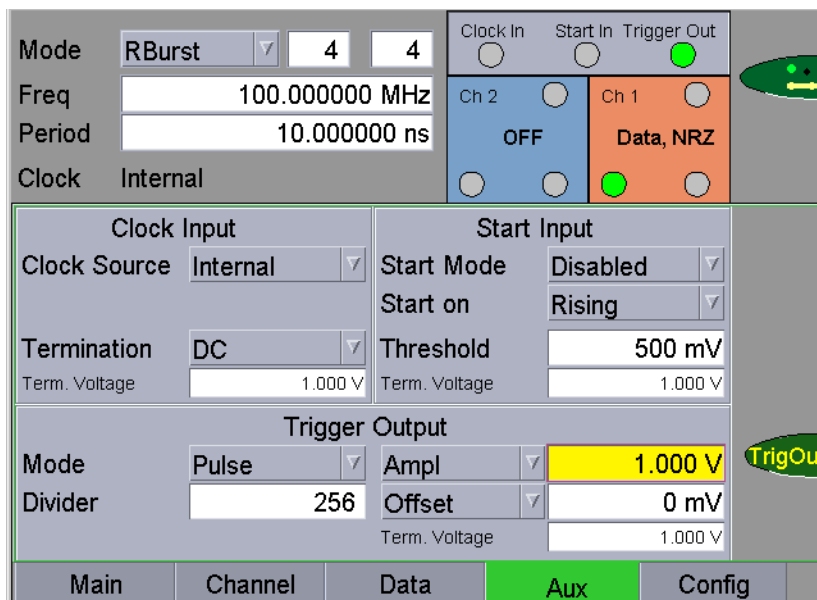 Mode RBurst 4 4
Freq 100.000000 MHz
Period 10.000000 ns
Clock Internal
Clock In Start In Trigger Out
Ch 2 Ch 1
OFF Data, NRZ
Clock Input
Clock Source Internal
Termination DC
Term. Voltage 1.000 V
Start Input
Start Mode Disabled
Start on Rising
Threshold 500 mV
Term. Voltage 1.000 V
Trigger Output
Mode Pulse Ampl 1.000 V
Divider 256 Offset 0 mV
Term. Voltage 1.000 V
TrigOu
Main Channel Data Aux Config